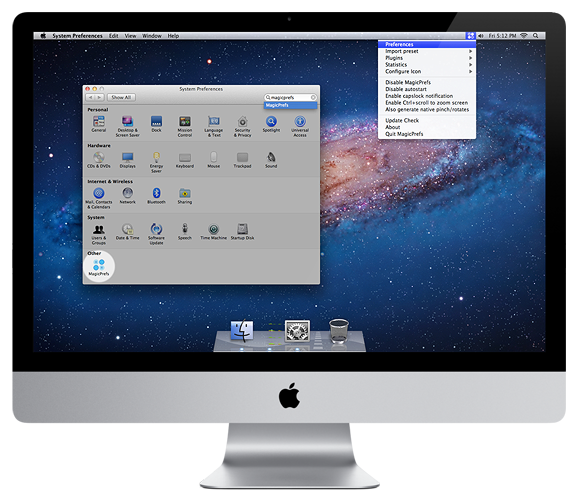 System Preferences Edit View Window Help
Fri 5:12 PM
Preferences
Import preset
Plugins
Statistics
Configure Icon
Disable MagicPrefs
Disable autostart
Enable capslock notification
Enable Ctrl+scroll to zoom screen
Also generate native pinch/rotates
Update Check
About
Quit MagicPrefs
System Preferences
Show All
magicprefs
MagicPrefs
Personal
General
Desktop &
Screen Saver
Dock
Mission
Control
Language
& Text
Security
& Privacy
Spotlight
Universal
Access
Hardware
CDs & DVDs
Displays
Energy
Saver
Keyboard
Mouse
Trackpad
Sound
Internet & Wireless
Mail, Contacts
& Calendars
Network
Bluetooth
Sharing
System
Users &
Groups
Date & Time
Software
Update
Speech
Time Machine
Startup Disk
Other
MagicPrefs